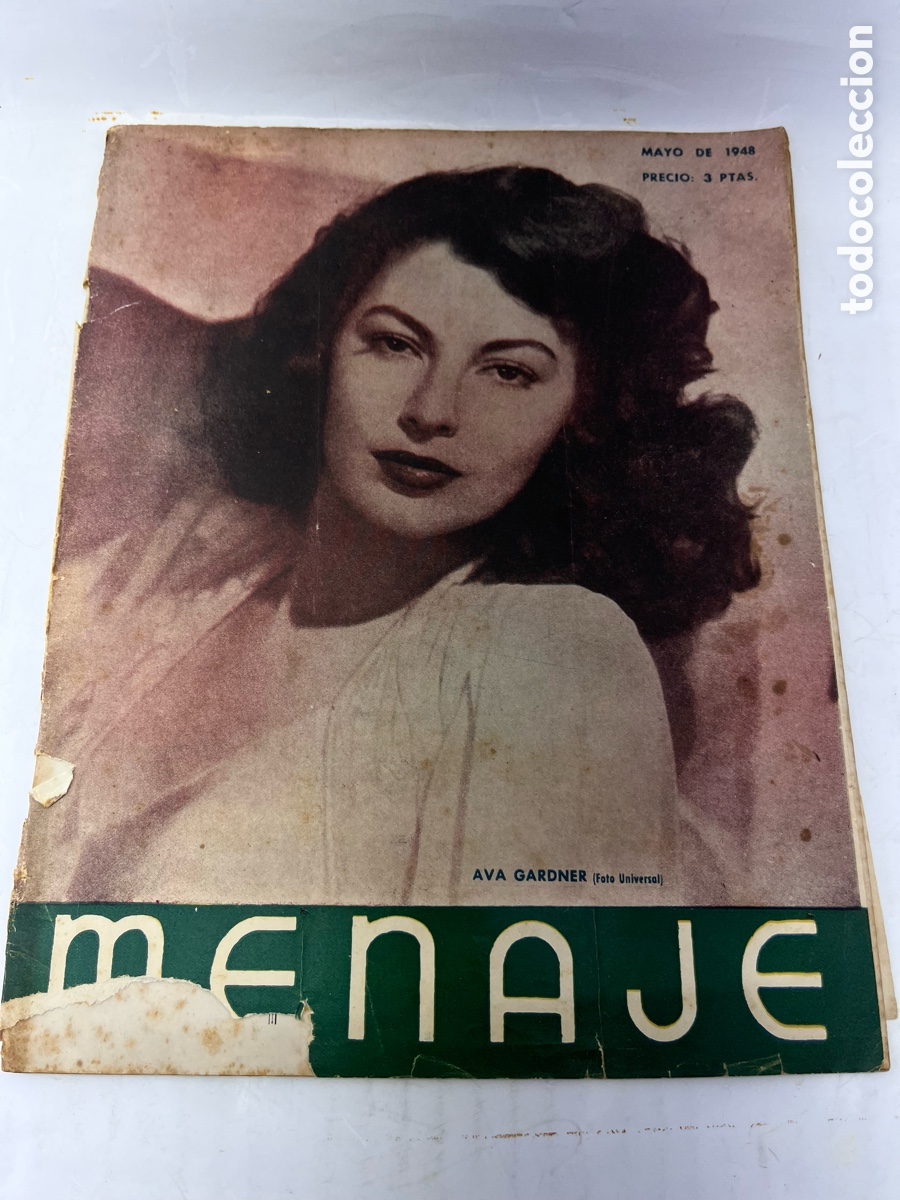 MAYO DE 1948
PRECIO: 3 PTAS.
todocoleccion
AVA GARDNER (Foto Universal)
MENAJE